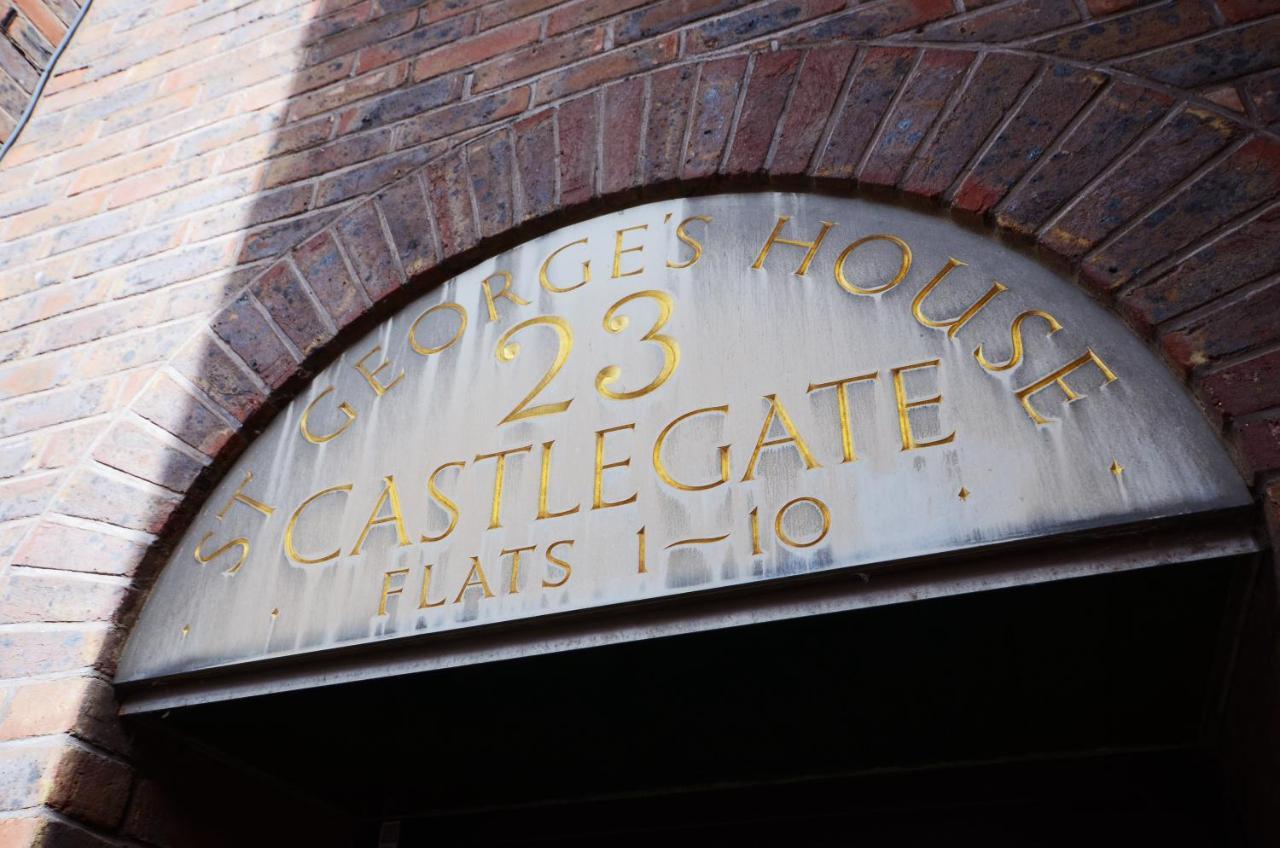 ST GEORGE'S HOUSE
23
CASTLEGATE
FLATS 1–10